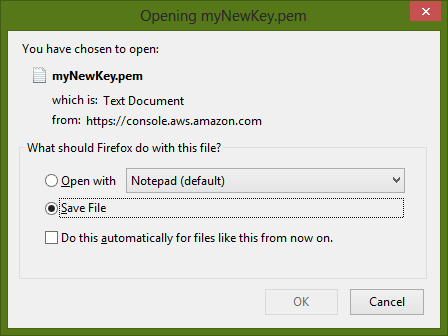 Opening myNewKey.pem
You have chosen to open:
myNewKey.pem
which is: Text Document
from: https://console.aws.amazon.com
What should Firefox do with this file?
Open with Notepad (default)
Save File
Do this automatically for files like this from now on.
OK Cancel